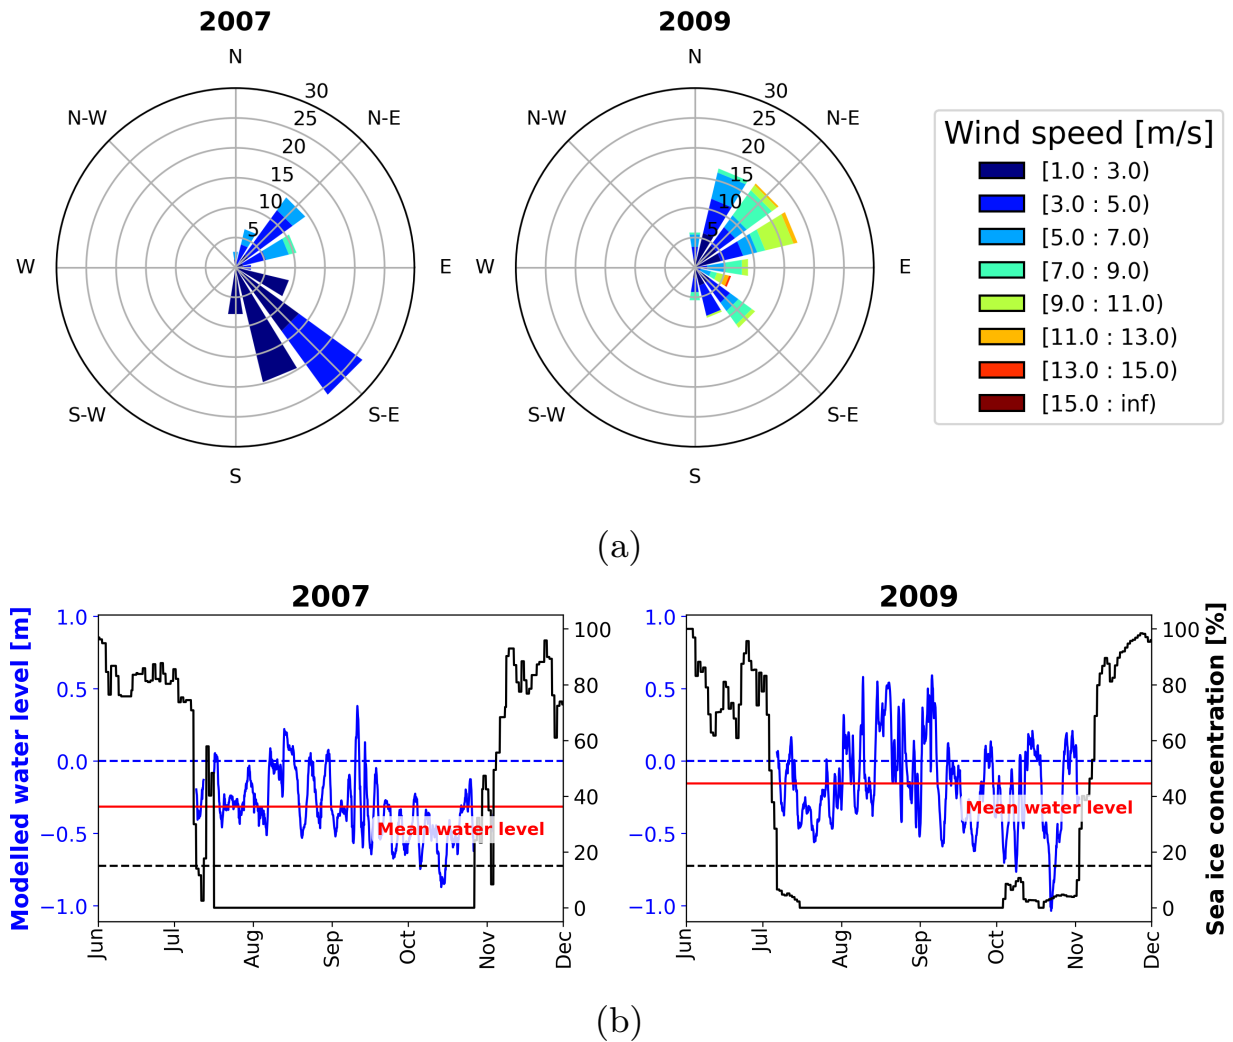 2007
2009
N
N-E
E
S-E
S
S-W
W
N-W
5
10
15
20
25
30
N
N-E
E
S-E
S
S-W
W
N-W
5
10
15
20
25
30
Wind speed [m/s]
[1.0 : 3.0)
[3.0 : 5.0)
[5.0 : 7.0)
[7.0 : 9.0)
[9.0 : 11.0)
[11.0 : 13.0)
[13.0 : 15.0)
[15.0 : inf)
(a)
2007
Modelled water level [m]
1.0
0.5
0.0
−0.5
−1.0
100
80
60
40
20
0
Mean water level
Jun
Jul
Aug
Sep
Oct
Nov
Dec
2009
1.0
0.5
0.0
−0.5
−1.0
100
80
60
40
20
0
Sea ice concentration [%]
Mean water level
Jun
Jul
Aug
Sep
Oct
Nov
Dec
(b)